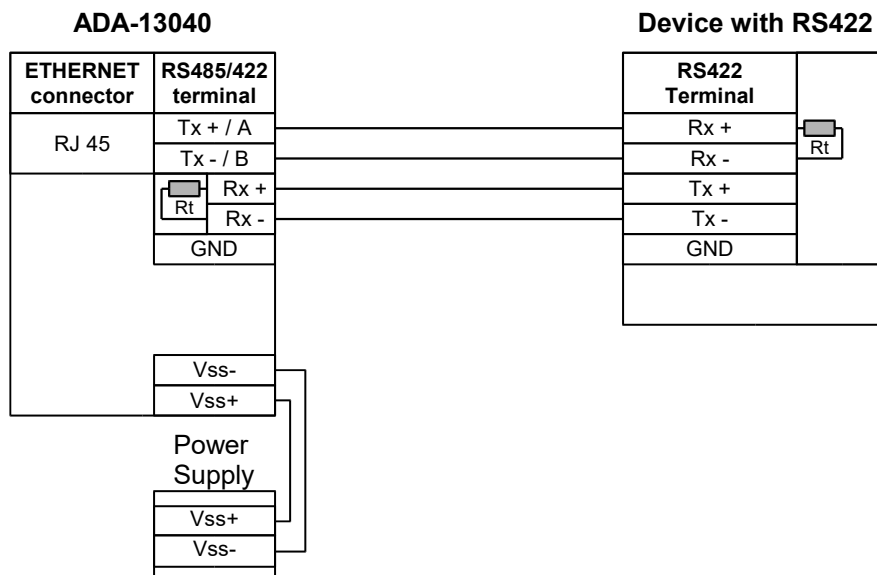 ADA-13040
Device with RS422
ETHERNET
connector
RS485/422
terminal
RJ 45
Tx + / A
Tx - / B
Rt
Rx +
Rx -
GND
Vss-
Vss+
Power
Supply
Vss+
Vss-
RS422
Terminal
Rx +
Rx -
Tx +
Tx -
GND
Rt